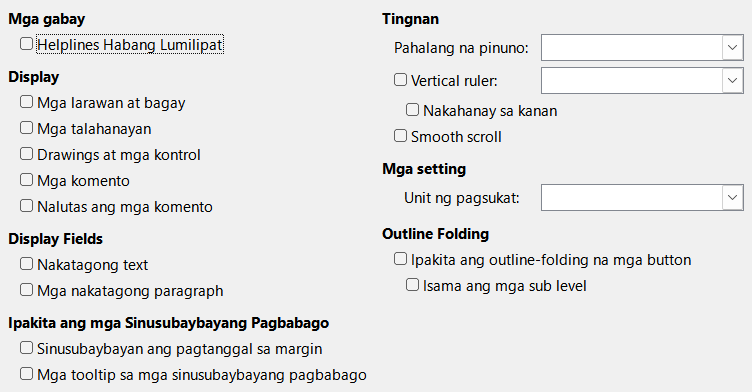 Mga gabay
Helplines Habang Lumilipat
Display
Mga larawan at bagay
Mga talahanayan
Drawings at mga kontrol
Mga komento
Nalutas ang mga komento
Display Fields
Nakatagong text
Mga nakatagong paragraph
Ipakita ang mga Sinusubaybayang Pagbabago
Sinusubaybayan ang pagtanggal sa margin
Mga tooltip sa mga sinusubaybayang pagbabago
Tingnan
Pahalang na pinuno:
Vertical ruler:
Nakahanay sa kanan
Smooth scroll
Mga setting
Unit ng pagsukat:
Outline Folding
Ipakita ang outline-folding na mga button
Isama ang mga sub level